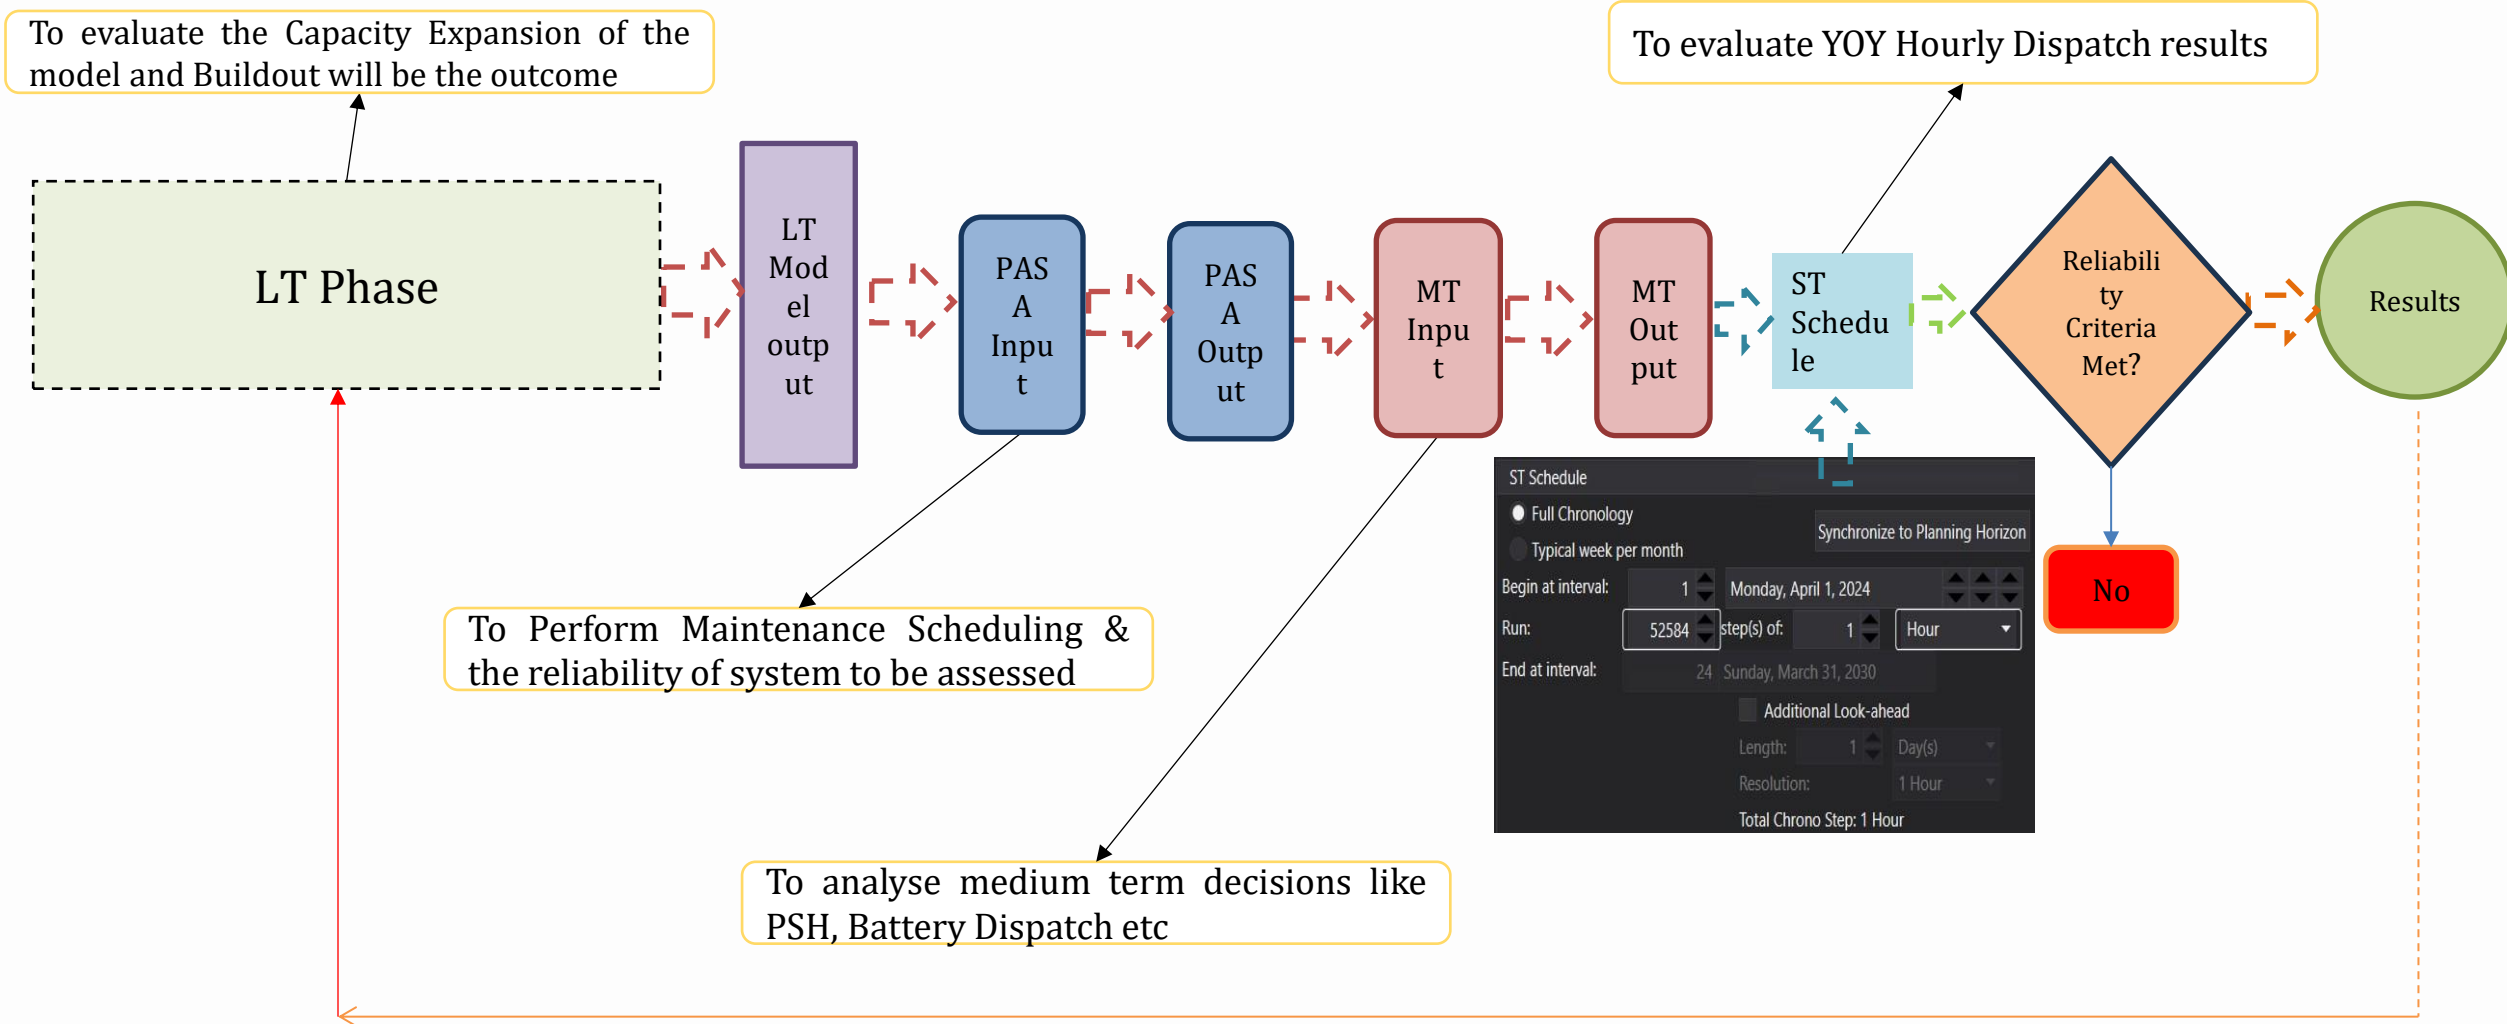 To evaluate the Capacity Expansion of the
model and Buildout will be the outcome
To evaluate YOY Hourly Dispatch results
LT Phase
LT
Mod
el
outp
ut
PAS
A
Inpu
t
PAS
A
Outp
ut
MT
Inpu
t
MT
Out
put
ST
Schedu
le
Reliabili
ty
Criteria
Met?
Results
No
To Perform Maintenance Scheduling &
the reliability of system to be assessed
To analyse medium term decisions like
PSH, Battery Dispatch etc
ST Schedule
Full Chronology
Synchronize to Planning Horizon
Typical week per month
Begin at interval: 1 Monday, April 1, 2024
Run: 52584 step(s) of: 1 Hour
End at interval: 24 Sunday, March 31, 2030
Additional Look-ahead
Length: 1 Day(s)
Resolution: 1 Hour
Total Chrono Step: 1 Hour